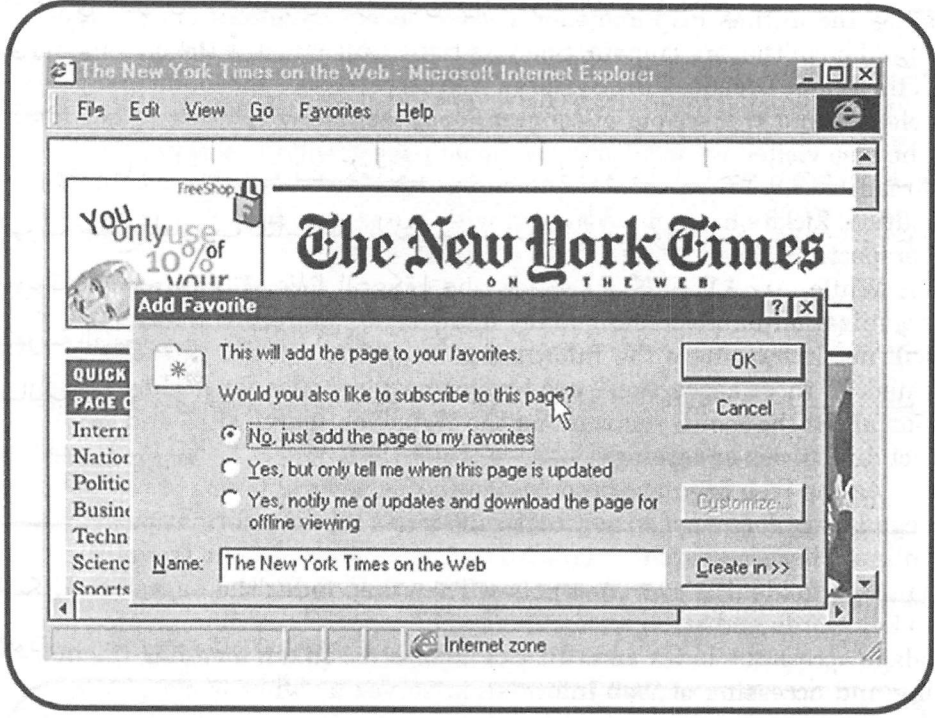 The New York Times on the Web - Microsoft Internet Explorer
File Edit View Go Favorites Help
FreeShop
You
only use
10% of
your
The New York Times
ON THE WEB
Add Favorite
This will add the page to your favorites.
OK
Would you also like to subscribe to this page?
Cancel
No, just add the page to my favorites
Yes, but only tell me when this page is updated
Yes, notify me of updates and download the page for
offline viewing
Customize...
Name: The New York Times on the Web
Create in >>
QUICK
PAGE
Intern
Nation
Politic
Busine
Techn
Scienc
Sports
Internet zone